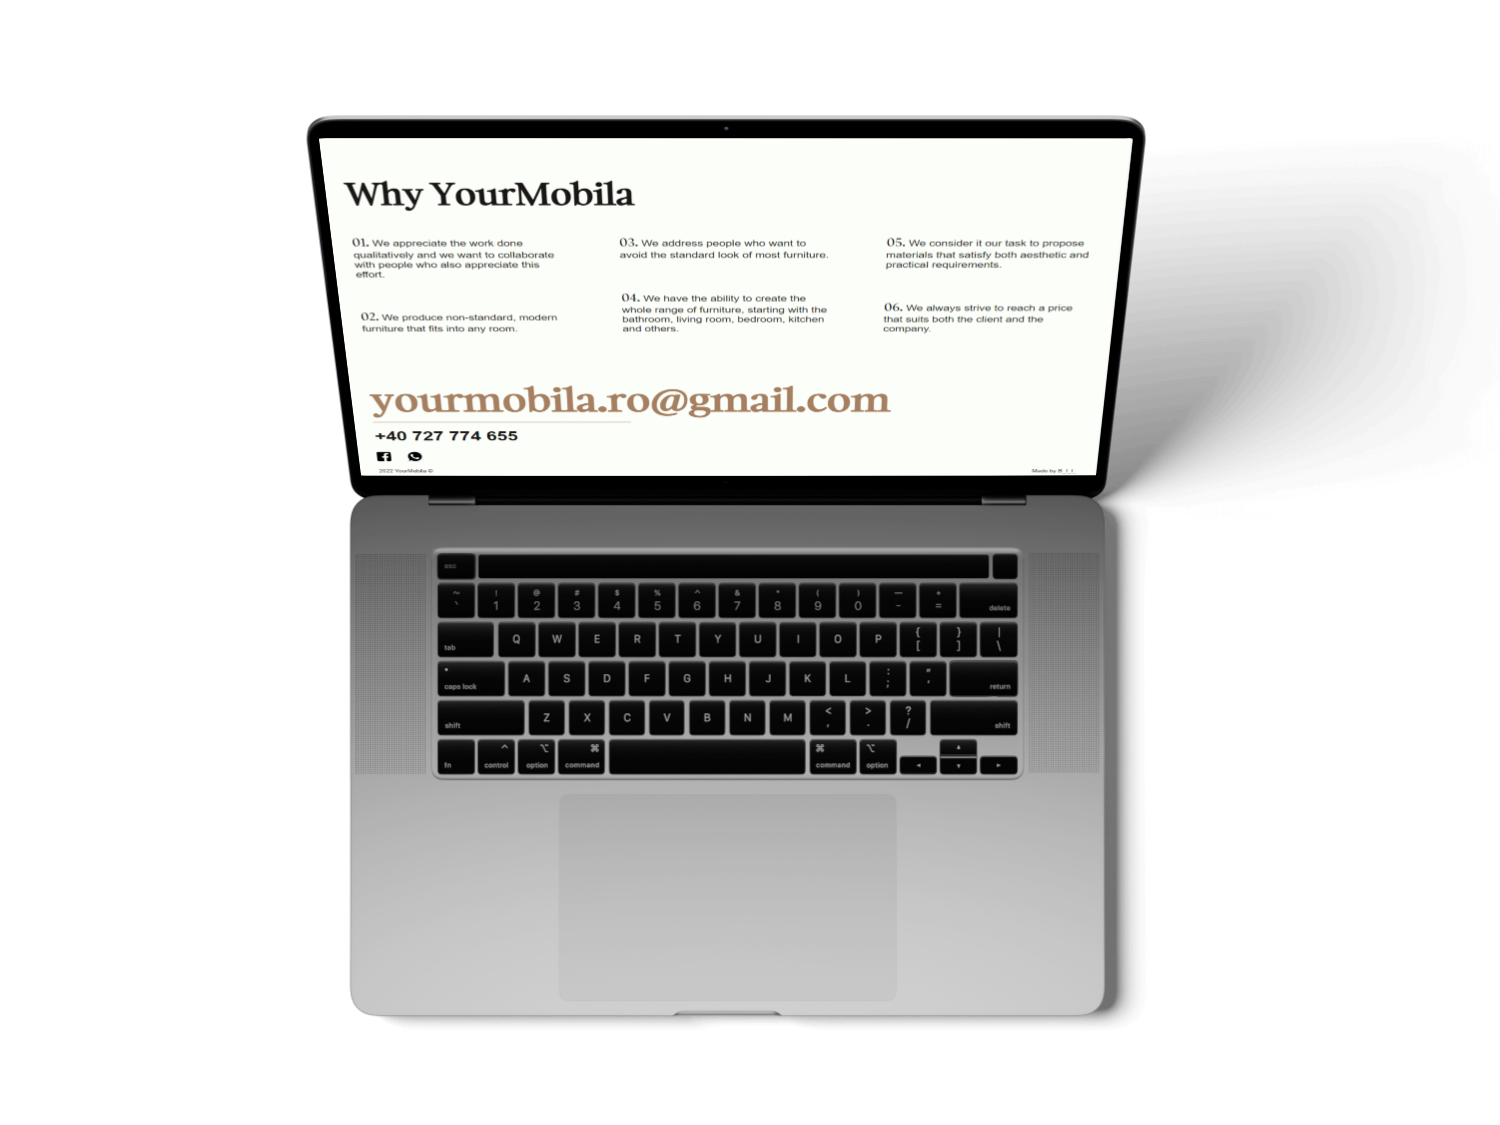 Why YourMobila
01. We appreciate the work done
qualitatively and we want to collaborate
with people who also appreciate this
effort.
02. We produce non-standard, modern
furniture that fits into any room.
03. We address people who want to
avoid the standard look of most furniture.
04. We have the ability to create the
whole range of furniture, starting with the
bathroom, living room, bedroom, kitchen
and others.
05. We consider it our task to propose
materials that satisfy both aesthetic and
practical requirements.
06. We always strive to reach a price
that suits both the client and the
company.
yourmobila.ro@gmail.com
+40 727 774 655
2022 YourMobila ©
Made by
esc
~ ! @ # $ % ^ & * ( ) — +
` 1 2 3 4 5 6 7 8 9 0 - = delete
tab Q W E R T Y U I O P { [ } ] | \
caps lock A S D F G H J K L : ; " ' return
shift Z X C V B N M < , > . ? / shift
fn control option command command option